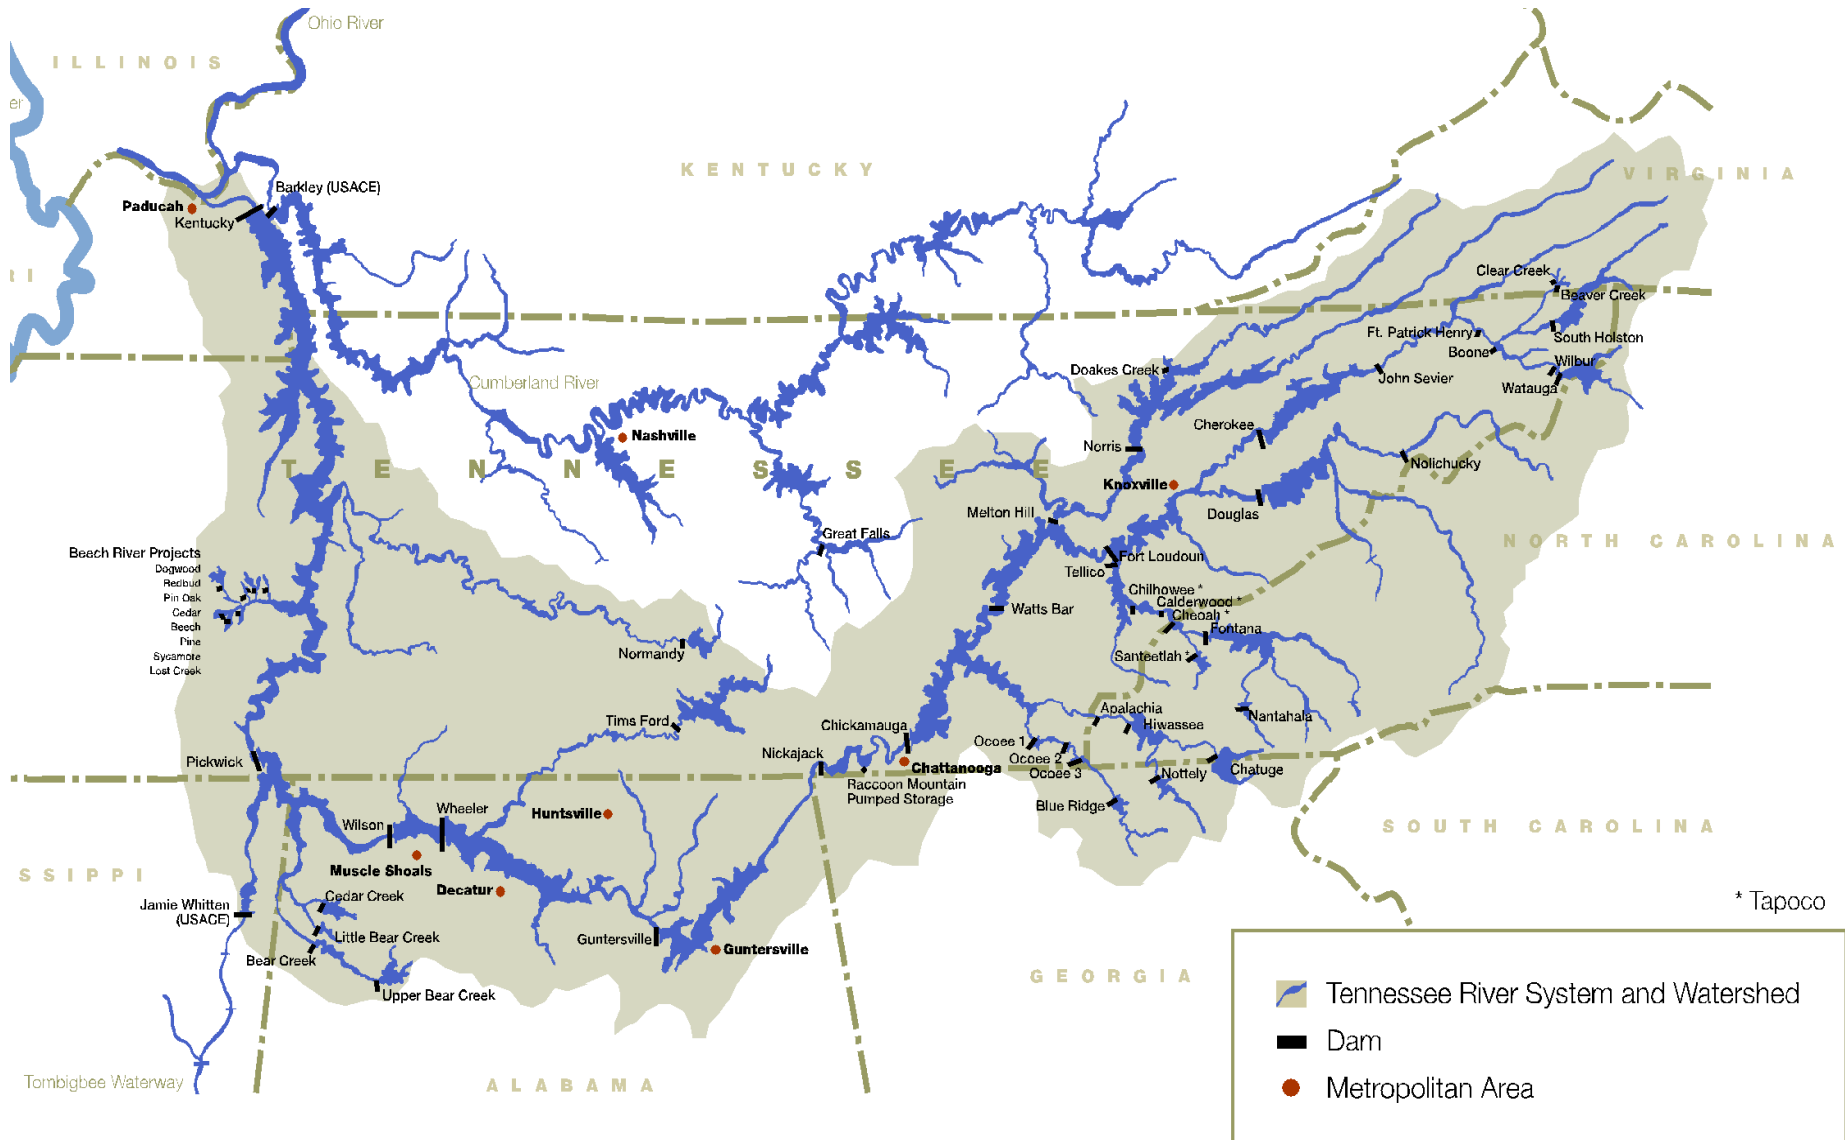 Ohio River
ILLINOIS
er
KENTUCKY
VIRGINIA
Barkley (USACE)
Paducah
Kentucky
RI
Clear Creek
Beaver Creek
Ft. Patrick Henry
South Holston
Boone
Wilbur
Watauga
Doakes Creek
John Sevier
Cumberland River
Cherokee
Nashville
Norris
TENNESSEE
Nolichucky
Knoxville
Douglas
Melton Hill
Great Falls
NORTH CAROLINA
Fort Loudoun
Tellico
Beech River Projects
Dogwood
Redbud
Pin Oak
Cedar
Beech
Pine
Sycamore
Lost Creek
Chilhowee *
Calderwood *
Cheoah *
Watts Bar
Fontana
Normandy
Santeetlah *
Apalachia
Hiwassee
Nantahala
Tims Ford
Chickamauga
Ocoee 1
Ocoee 2
Ocoee 3
Pickwick
Nickajack
Chattanooga
Raccoon Mountain
Pumped Storage
Nottely
Chatuge
Blue Ridge
Wheeler
Huntsville
Wilson
SOUTH CAROLINA
Muscle Shoals
SSIPPI
Decatur
Cedar Creek
Jamie Whitten
(USACE)
Little Bear Creek
Guntersville
Guntersville
Bear Creek
Upper Bear Creek
GEORGIA
* Tapoco
Tombigbee Waterway
ALABAMA
Tennessee River System and Watershed
Dam
Metropolitan Area